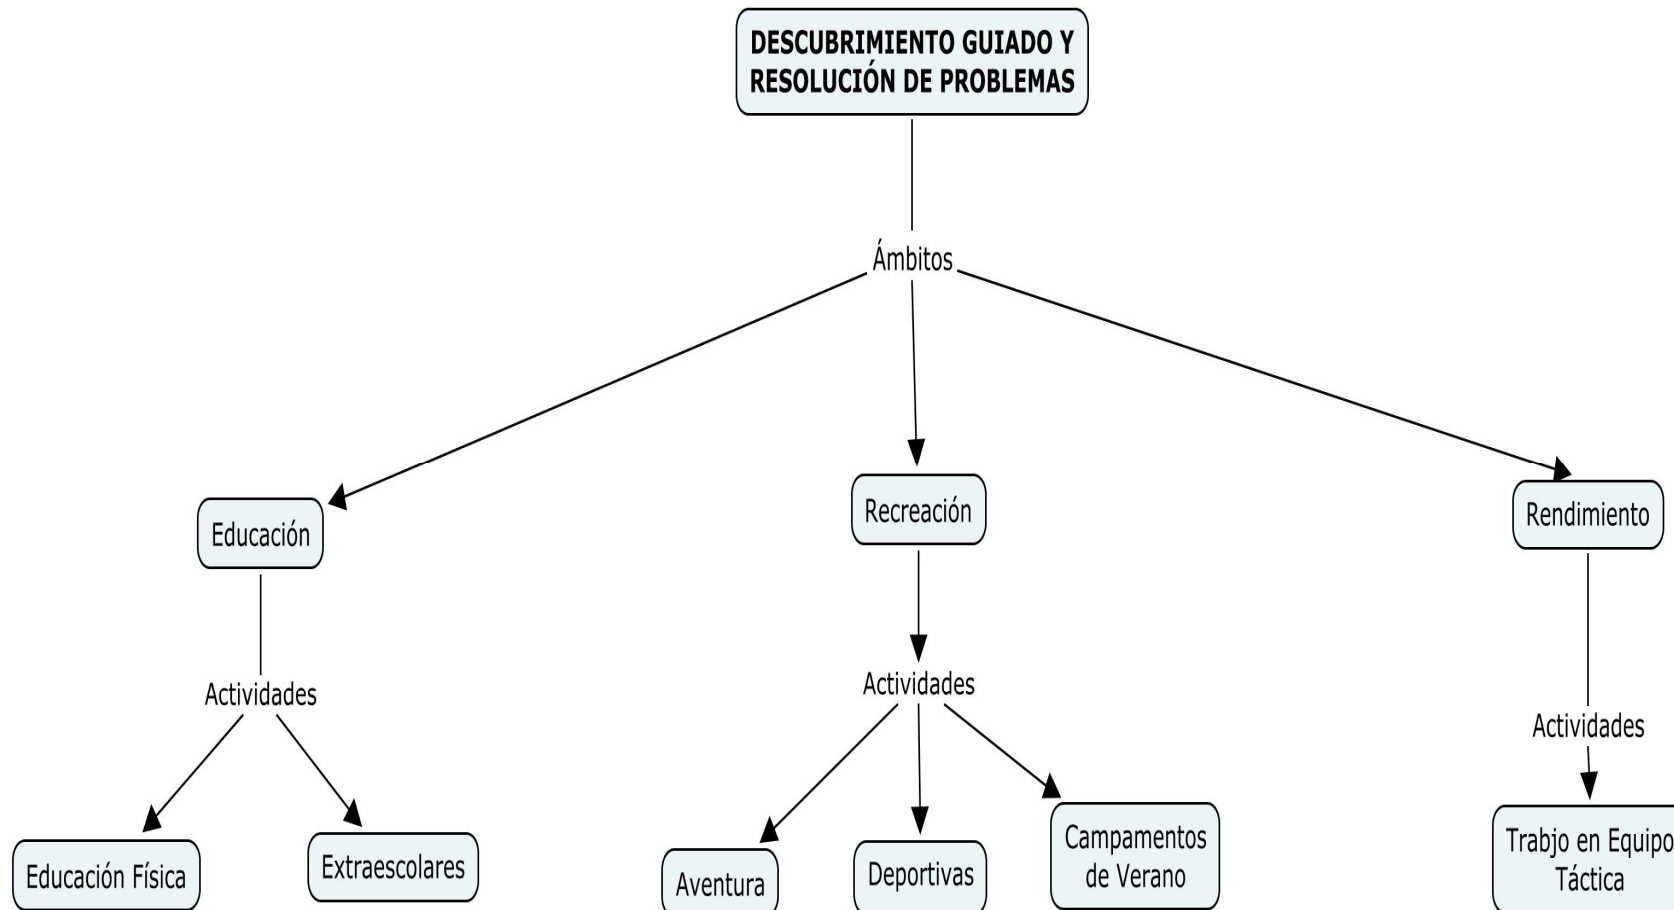 DESCUBRIMIENTO GUIADO Y
RESOLUCIÓN DE PROBLEMAS
Ámbitos
Educación
Recreación
Rendimiento
Actividades
Actividades
Actividades
Educación Física
Extraescolares
Aventura
Deportivas
Campamentos
de Verano
Trabjo en Equipo
Táctica